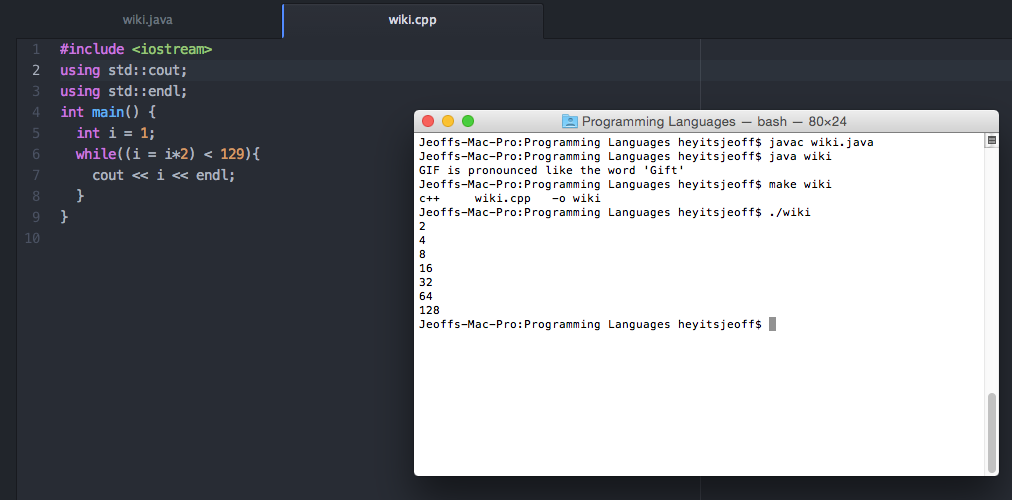 wiki.java
wiki.cpp
1 #include <iostream>
2 using std::cout;
3 using std::endl;
4 int main() {
5 int i = 1;
6 while((i = i*2) < 129){
7 cout << i << endl;
8 }
9 }
10
Programming Languages — bash — 80×24
Jeoffs-Mac-Pro:Programming Languages heyitsjeoff$ javac wiki.java
Jeoffs-Mac-Pro:Programming Languages heyitsjeoff$ java wiki
GIF is pronounced like the word 'Gift'
Jeoffs-Mac-Pro:Programming Languages heyitsjeoff$ make wiki
c++     wiki.cpp   -o wiki
Jeoffs-Mac-Pro:Programming Languages heyitsjeoff$ ./wiki
2
4
8
16
32
64
128
Jeoffs-Mac-Pro:Programming Languages heyitsjeoff$